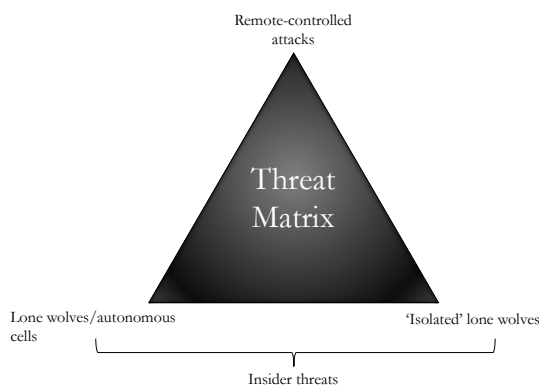 Remote-controlled
attacks
Threat
Matrix
Lone wolves/autonomous
cells
‘Isolated’ lone wolves
Insider threats